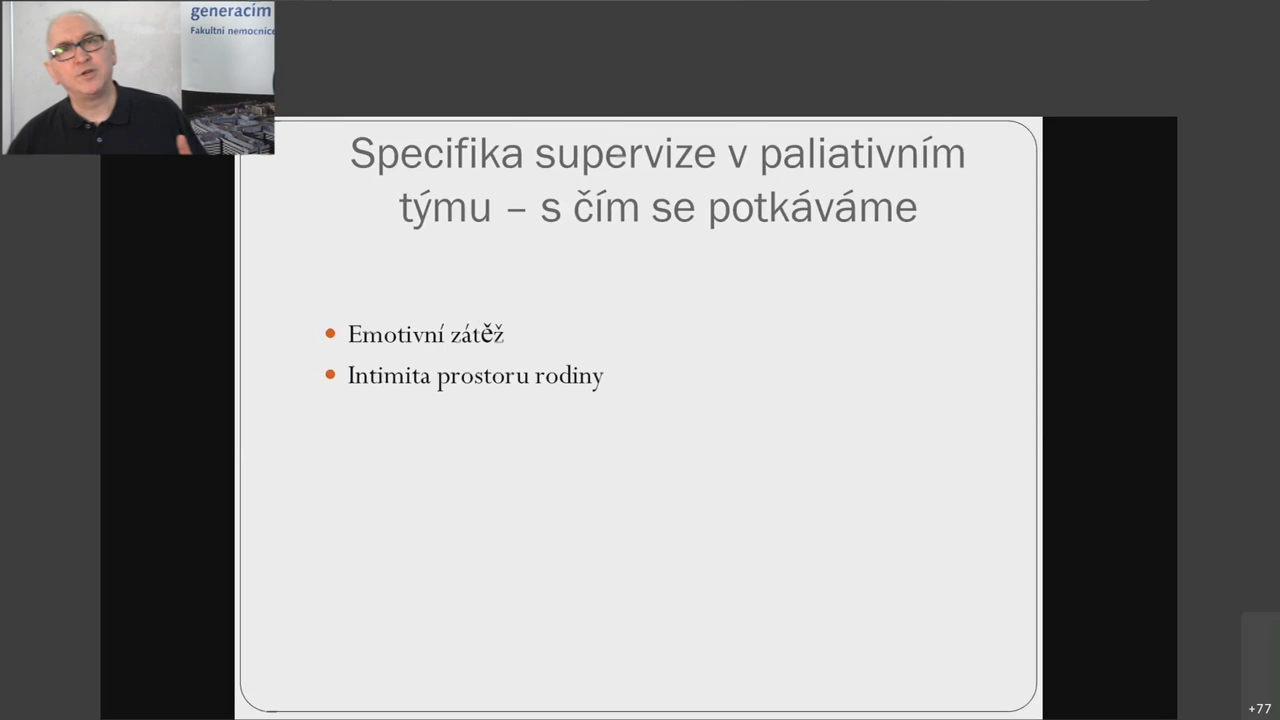 generacím
Fakultní nemocnice
Specifika supervize v paliativním
týmu – s čím se potkáváme
Emotivní zátěž
Intimita prostoru rodiny
+77